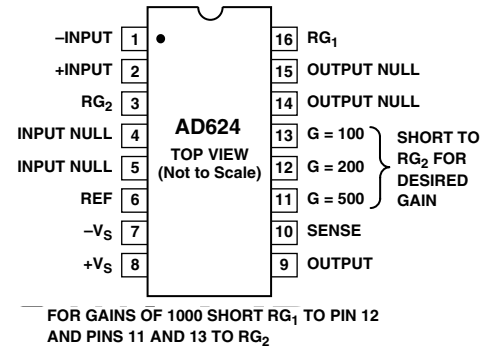 –INPUT 1
+INPUT 2
RG2 3
INPUT NULL 4
INPUT NULL 5
REF 6
–VS 7
+VS 8
AD624
TOP VIEW
(Not to Scale)
16 RG1
15 OUTPUT NULL
14 OUTPUT NULL
13 G = 100
12 G = 200
11 G = 500
10 SENSE
9 OUTPUT
SHORT TO
RG2 FOR
DESIRED
GAIN
FOR GAINS OF 1000 SHORT RG1 TO PIN 12
AND PINS 11 AND 13 TO RG2